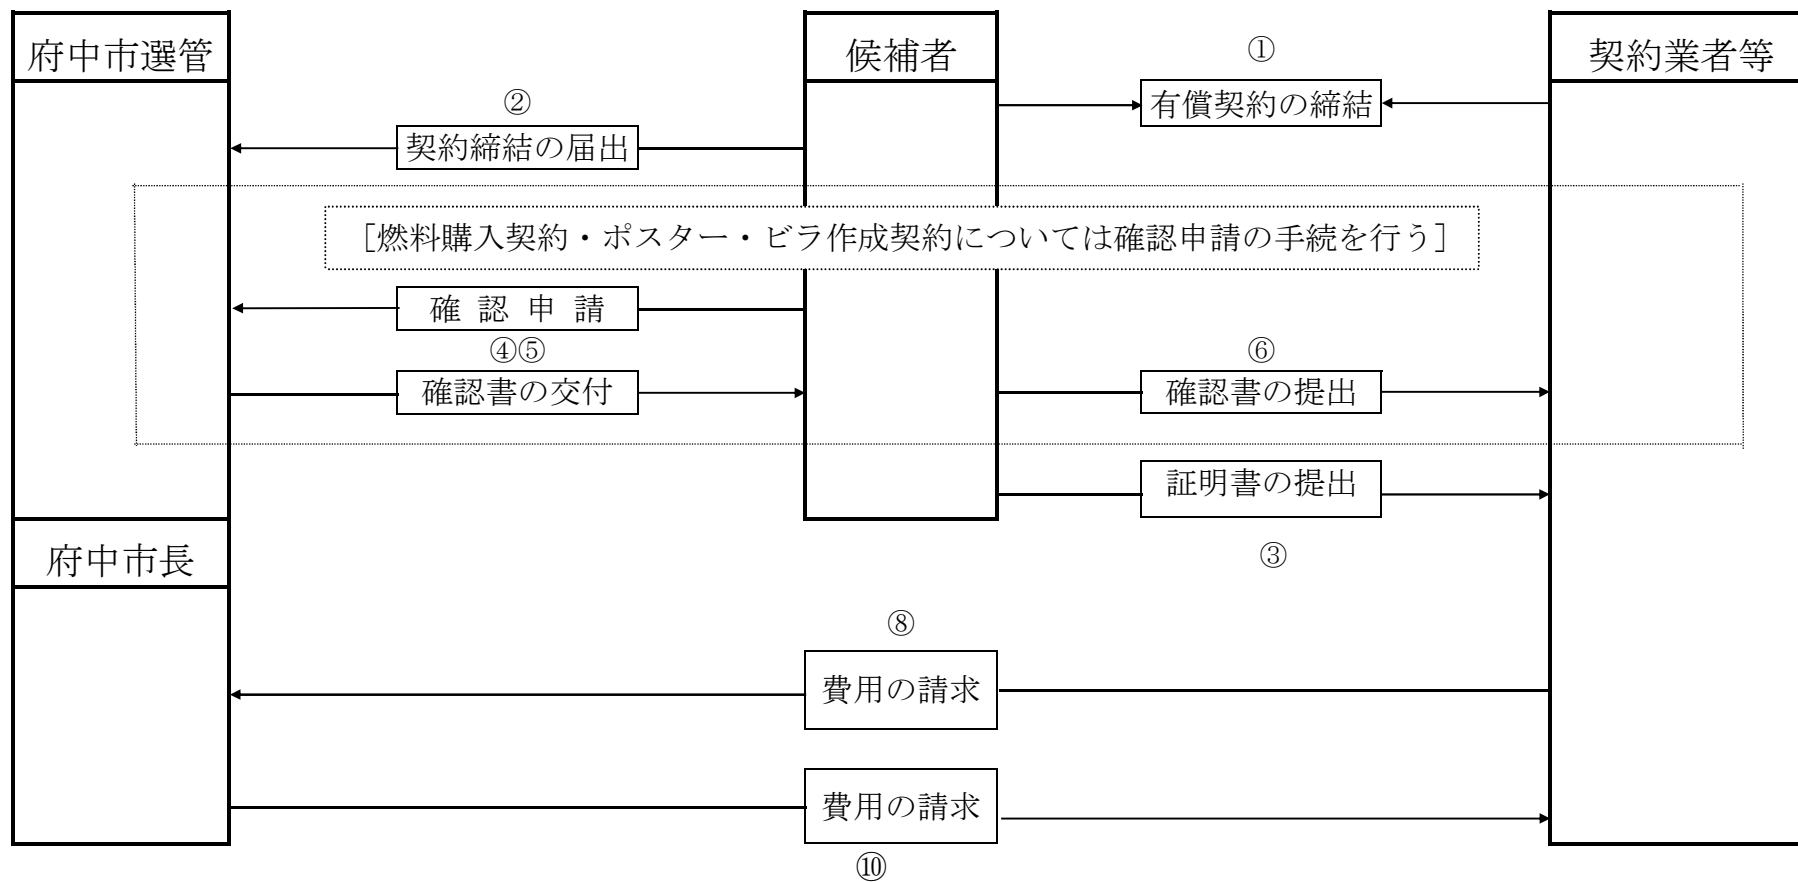 府中市選管
候補者
契約業者等
①
有償契約の締結
②
契約締結の届出
[燃料購入契約・ポスター・ビラ作成契約については確認申請の手続を行う]
確認申請
④⑤
確認書の交付
⑥
確認書の提出
証明書の提出
③
府中市長
⑧
費用の請求
費用の請求
⑩